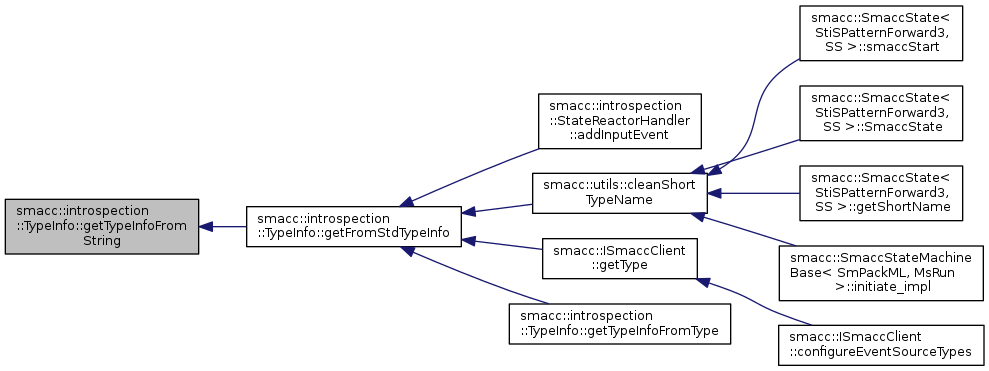 smacc::introspection
::TypeInfo::getTypeInfoFrom
String
smacc::introspection
::TypeInfo::getFromStdTypeInfo
smacc::introspection
::StateReactorHandler
::addInputEvent
smacc::utils::cleanShort
TypeName
smacc::ISmaccClient
::getType
smacc::introspection
::TypeInfo::getTypeInfoFromType
smacc::SmaccState<
StiSPatternForward3,
SS >::smaccStart
smacc::SmaccState<
StiSPatternForward3,
SS >::SmaccState
smacc::SmaccState<
StiSPatternForward3,
SS >::getShortName
smacc::SmaccStateMachine
Base< SmPackML, MsRun
>::initiate_impl
smacc::ISmaccClient
::configureEventSourceTypes